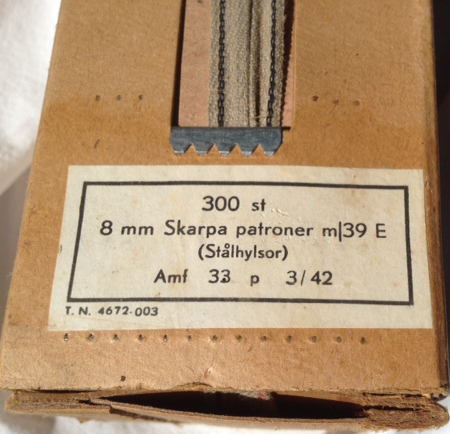 300 st
8 mm Skarpa patroner m|39 E
(Stålhylsor)
Amf 33 p 3/42
T. N. 4672-003